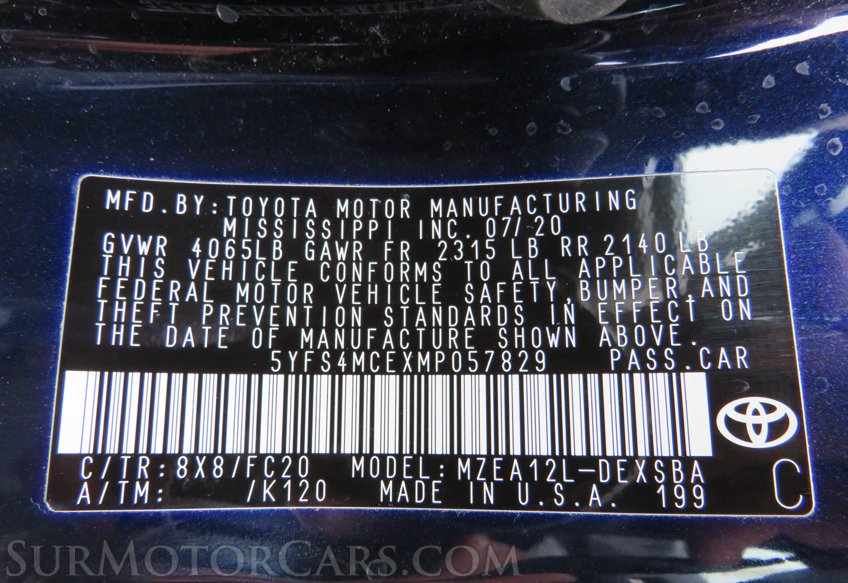 MFD.BY:TOYOTA MOTOR MANUFACTURING
MISSISSIPPI INC. 07/20
GVWR 4065LB GAWR FR 2315 LB RR 2140 LB
THIS VEHICLE CONFORMS TO ALL APPLICABLE
FEDERAL MOTOR VEHICLE SAFETY,BUMPER,AND
THEFT PREVENTION STANDARDS IN EFFECT ON
THE DATE OF MANUFACTURE SHOWN ABOVE.
5YFS4MCEXMP057829 PASS.CAR
C/TR:8X8/FC20 MODEL:MZEA12L-DEXSBA
A/TM: /K120 MADE IN U.S.A. 199
C
SurMotorCars.com